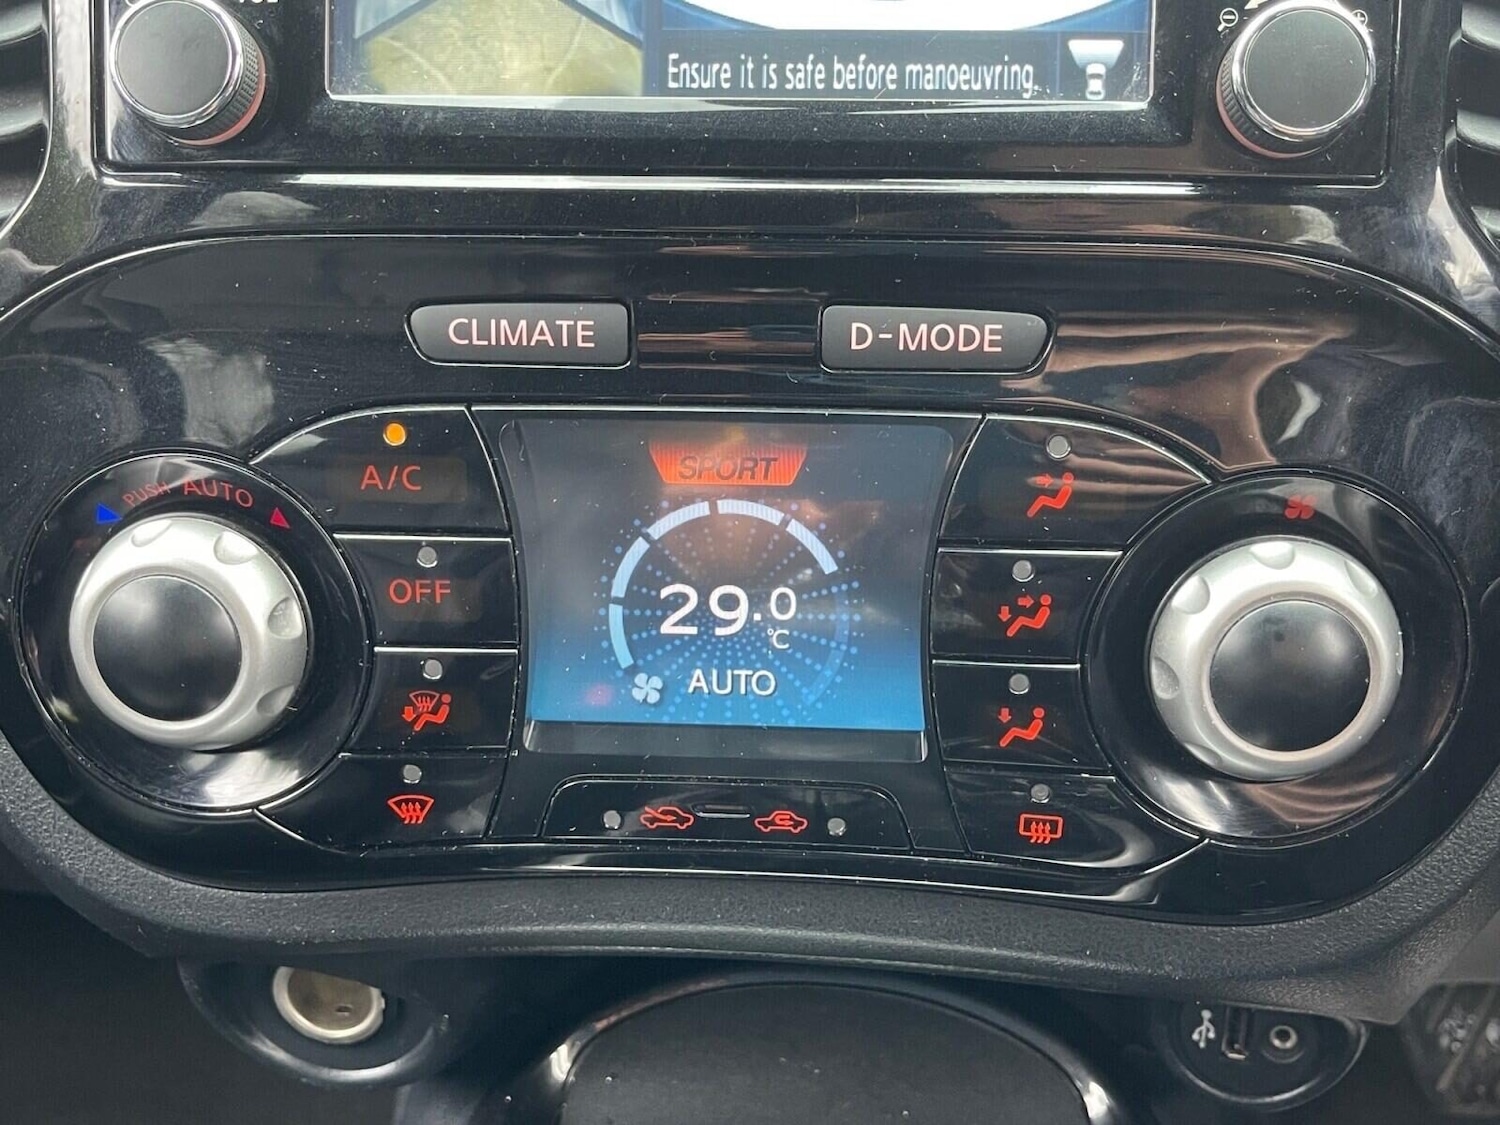 Ensure it is safe before manoeuvring.
CLIMATE
D-MODE
SPORT
A/C
PUSH AUTO
OFF
29.0
°C
AUTO